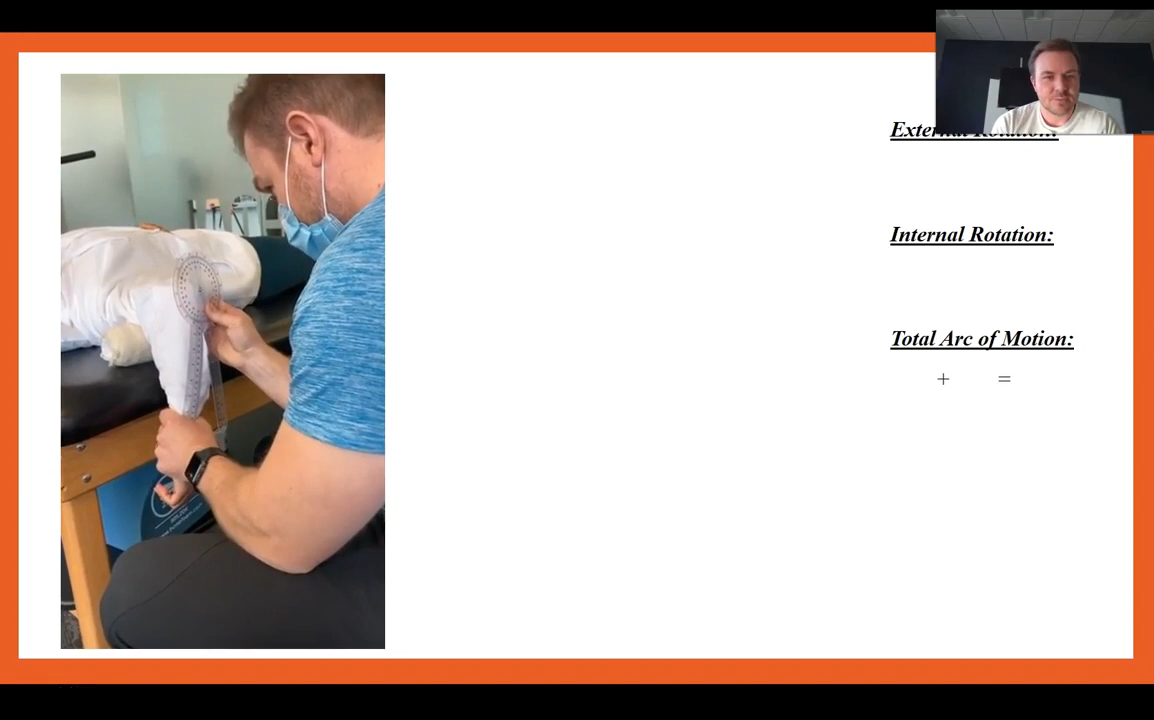 External Rotation:
Internal Rotation:
Total Arc of Motion:
+ =